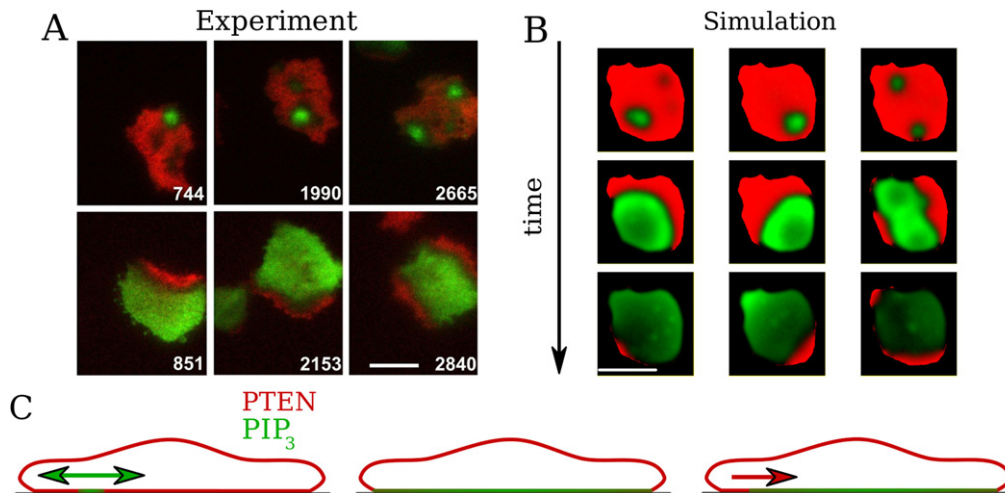 A
Experiment
744
1990
2665
851
2153
2840
B
Simulation
time
C
PTEN
PIP3